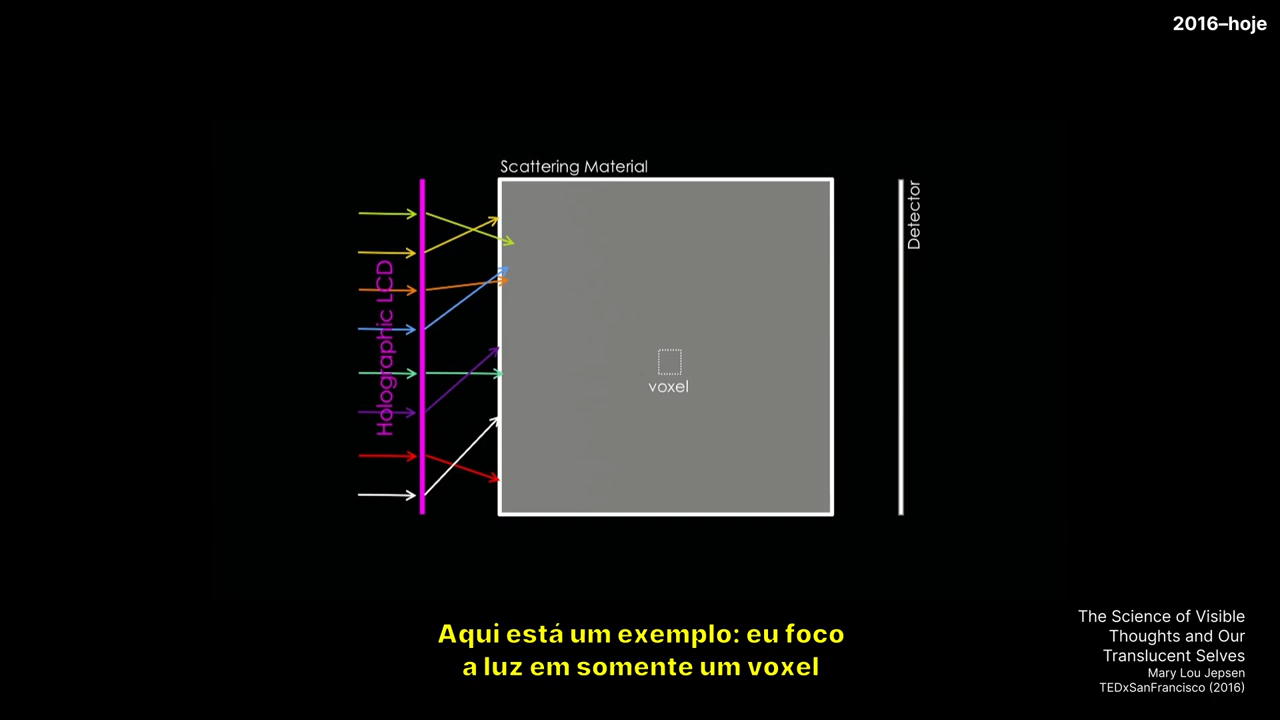 2016–hoje
Scattering Material
Holographic LCD
Detector
voxel
Aqui está um exemplo: eu foco
a luz em somente um voxel
The Science of Visible
Thoughts and Our
Translucent Selves
Mary Lou Jepsen
TEDxSanFrancisco (2016)